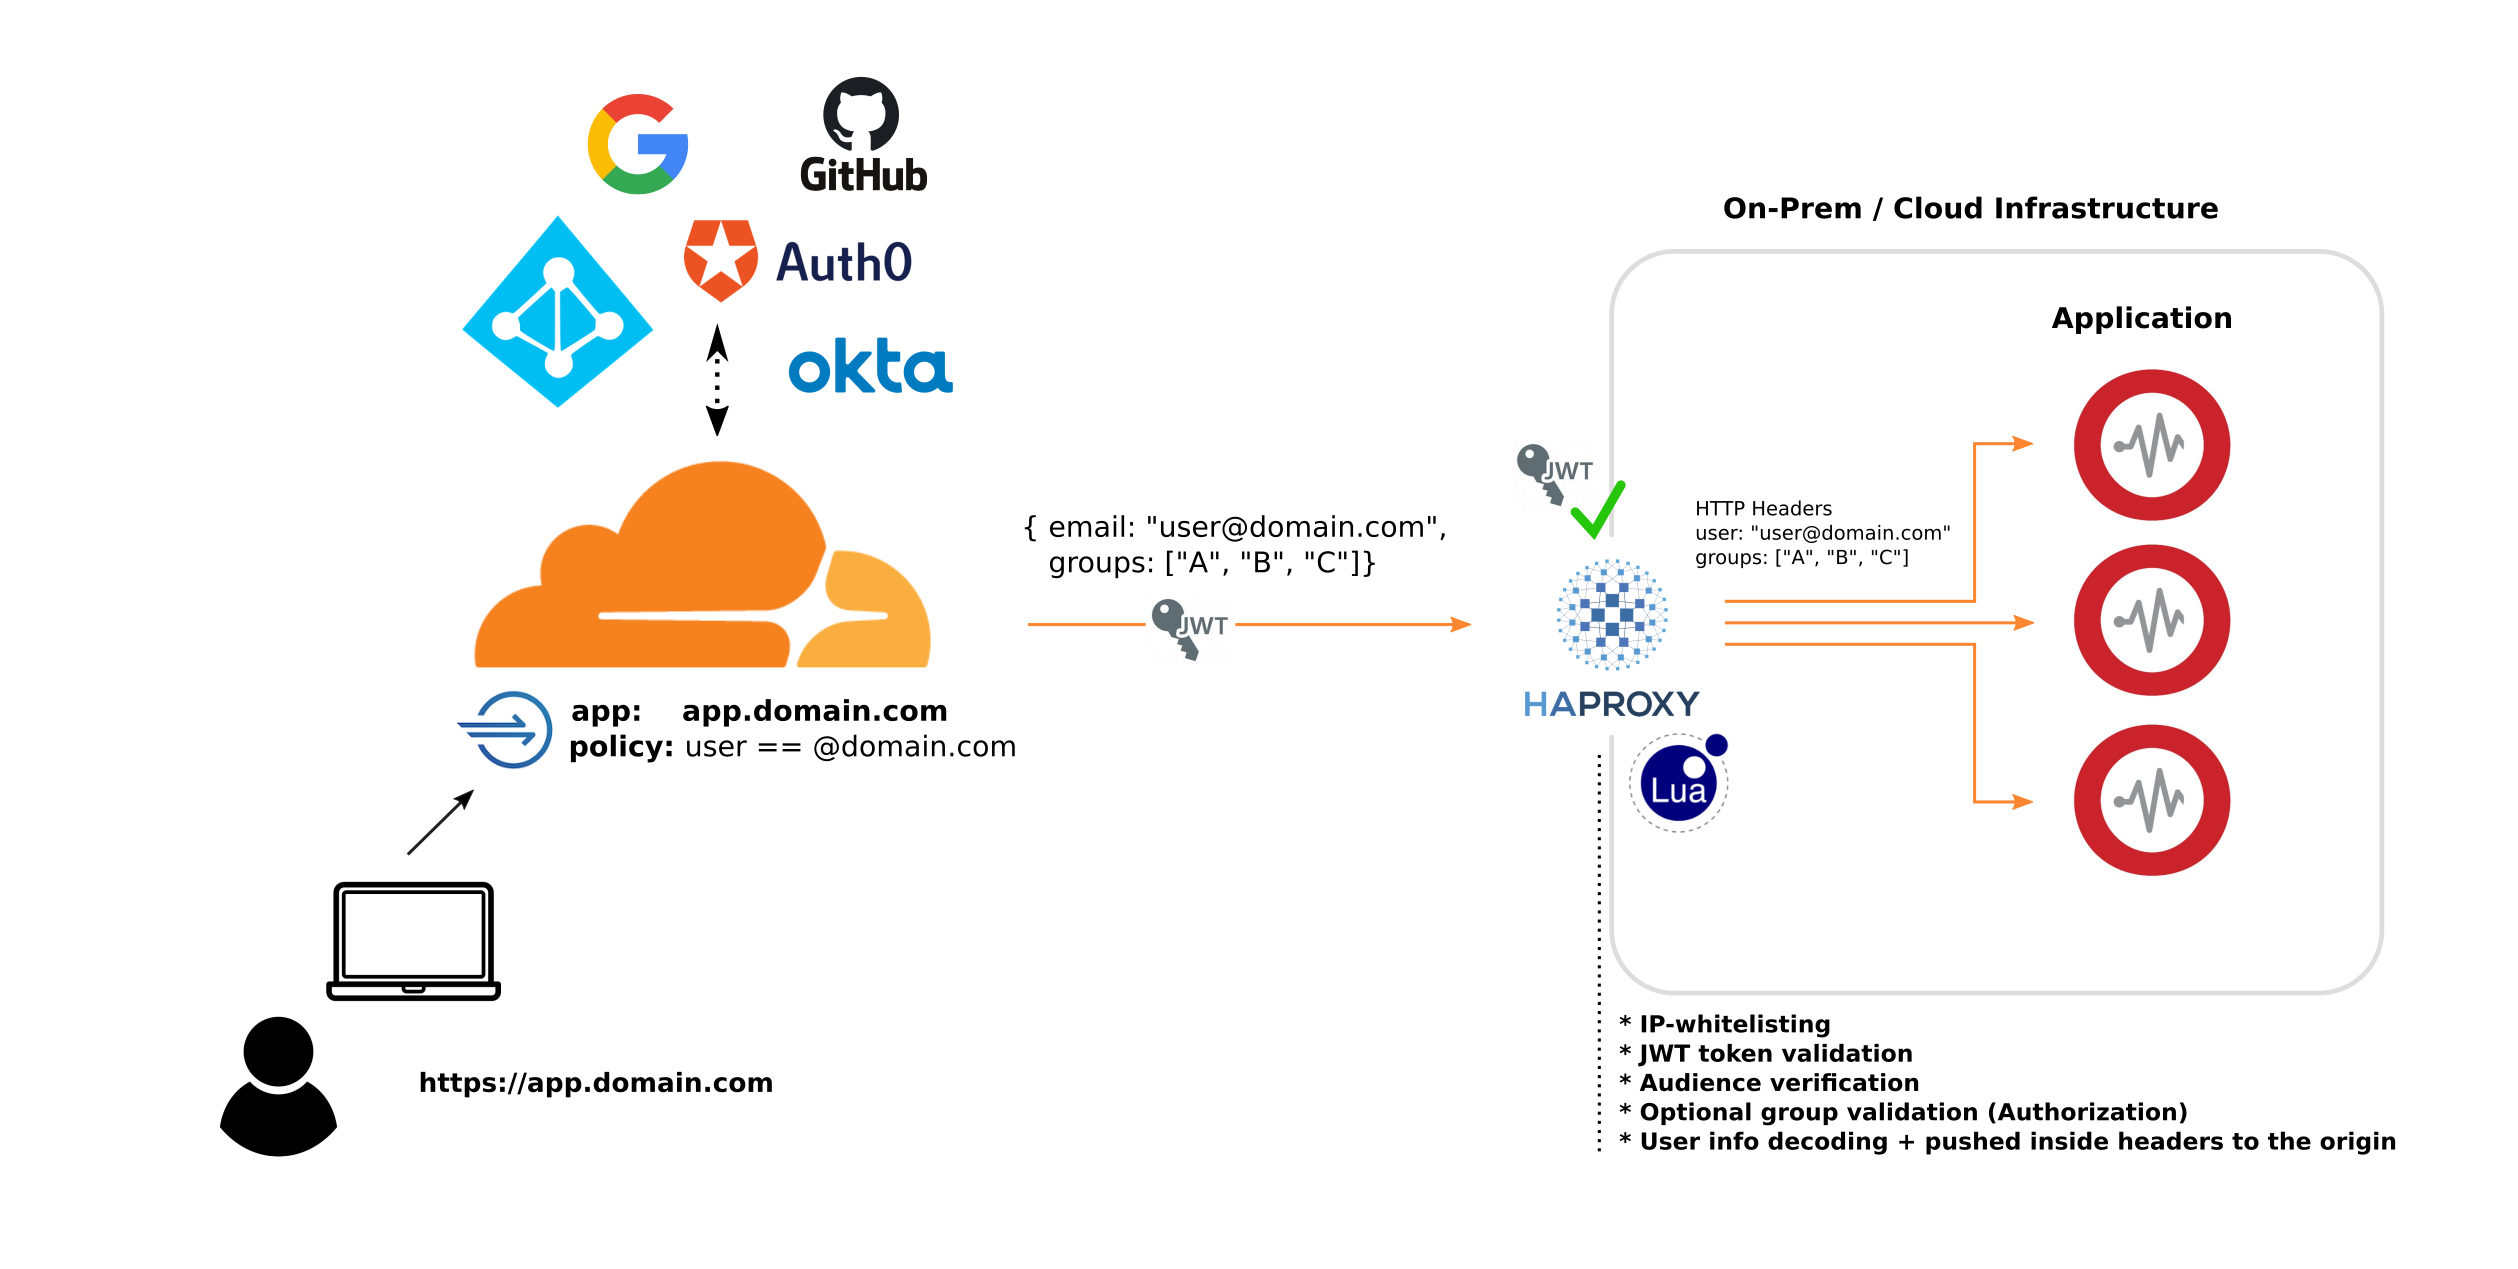 GitHub
Auth0
okta
On-Prem / Cloud Infrastructure
Application
JWT
HTTP Headers
user: "user@domain.com"
groups: ["A", "B", "C"]
{ email: "user@domain.com",
groups: ["A", "B", "C"]}
JWT
HAPROXY
Lua
app: app.domain.com
policy: user == @domain.com
https://app.domain.com
* IP-whitelisting
* JWT token validation
* Audience verification
* Optional group validation (Authorization)
* User info decoding + pushed inside headers to the origin